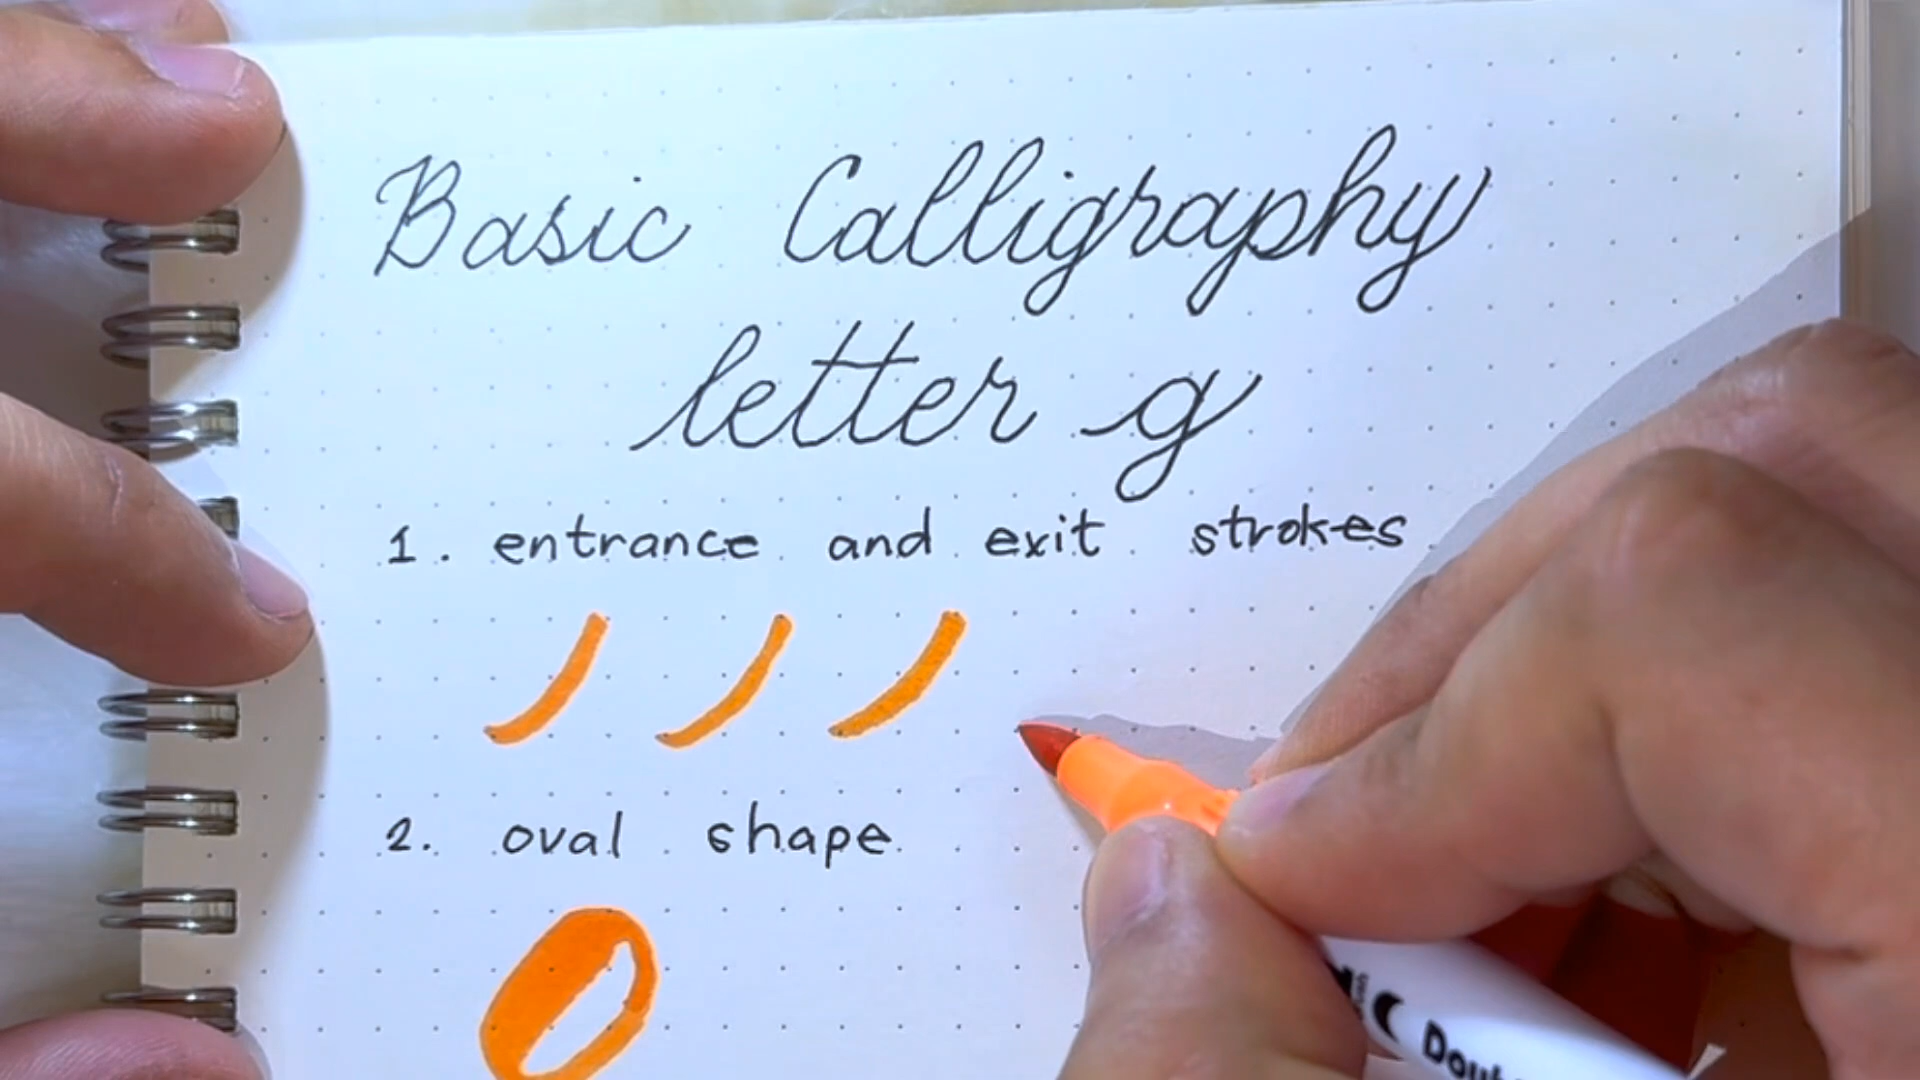 Basic Calligraphy
letter g
1. entrance and exit strokes
2. oval shape